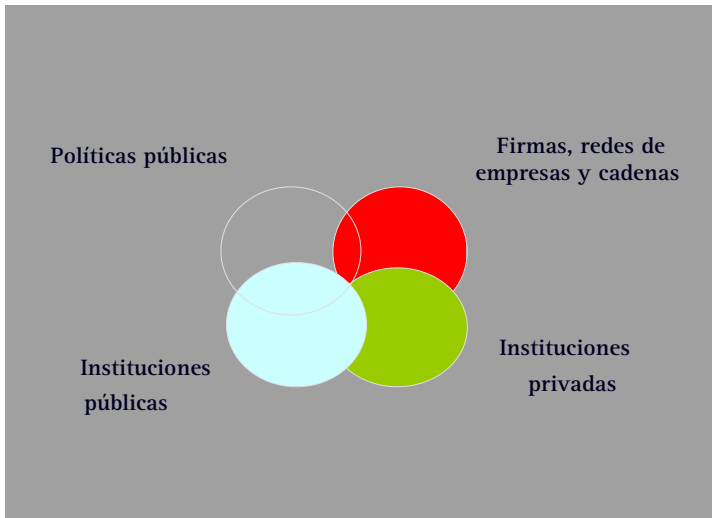 Políticas públicas
Firmas, redes de
empresas y cadenas
Instituciones
públicas
Instituciones
privadas